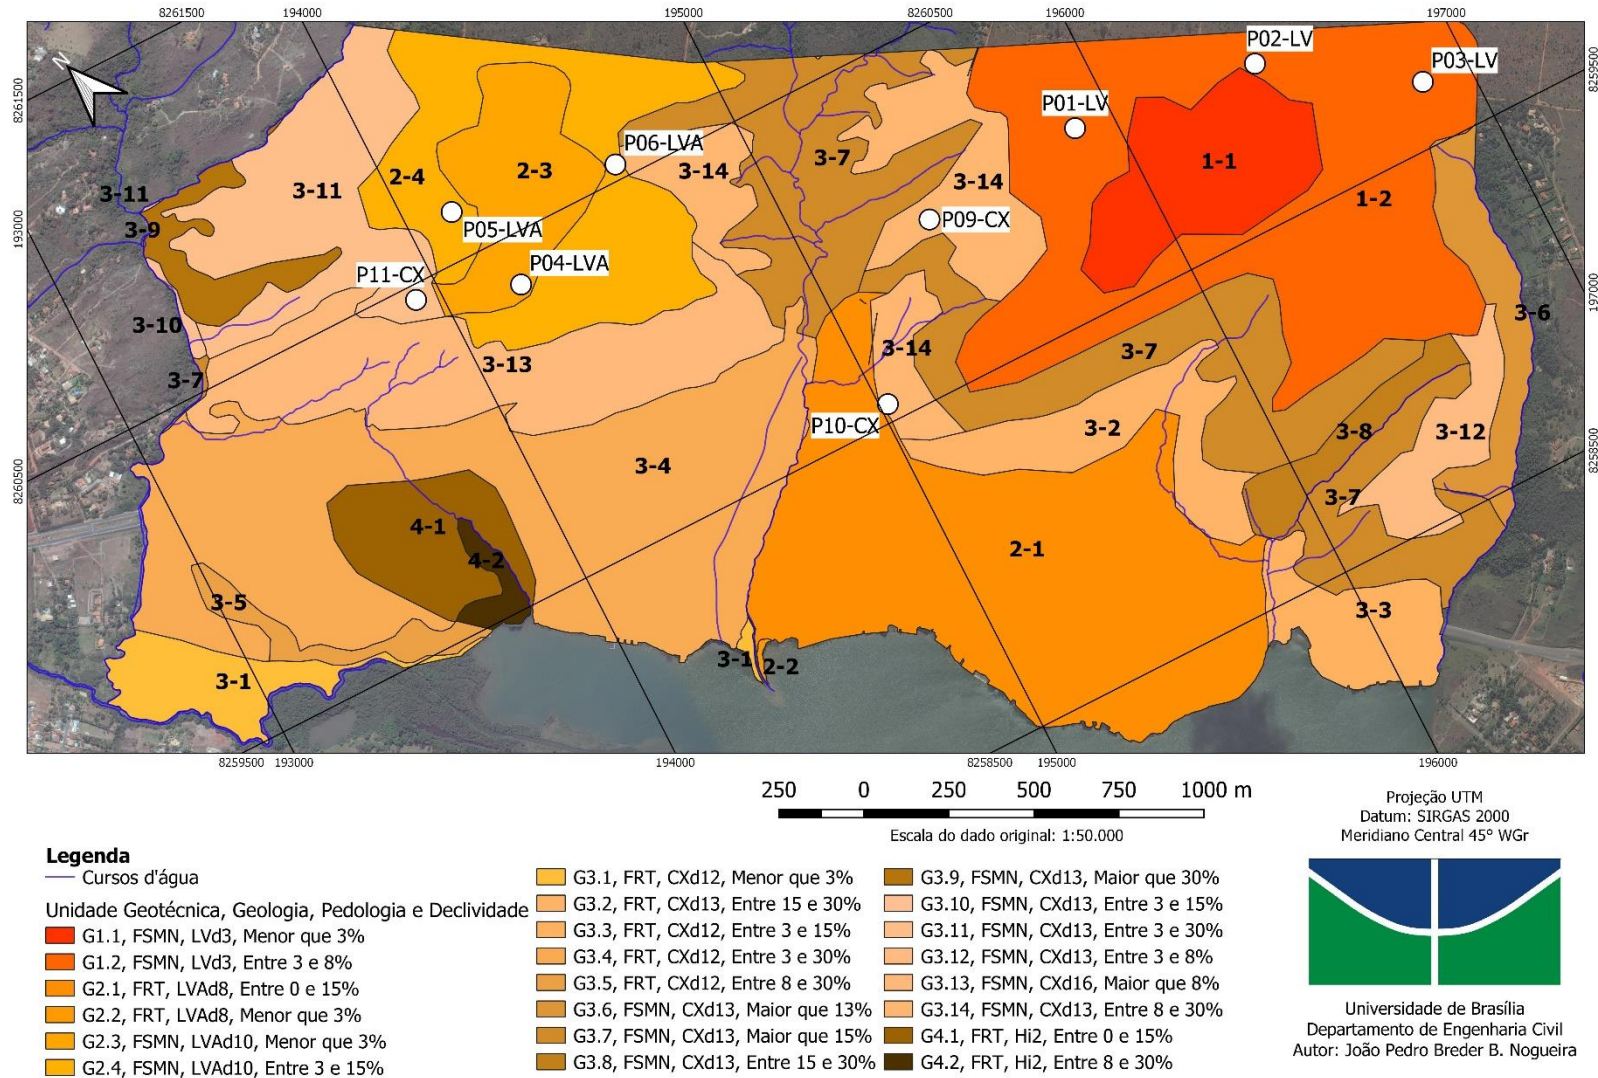 8261500
194000
195000
8260500
196000
197000
N
8261500
193000
8260500
8259500
197000
8258500
P02-LV
P03-LV
P01-LV
P06-LVA
3-7
1-1
3-11
3-11
2-4
2-3
3-14
3-14
1-2
P09-CX
P05-LVA
3-9
P04-LVA
P11-CX
3-10
3-6
3-14
3-7
3-13
3-7
P10-CX
3-2
3-8
3-12
3-4
3-7
4-1
2-1
4-2
3-5
3-3
3-1
3-1
2-2
8259500
193000
194000
8258500
195000
196000
250 0 250 500 750 1000 m
Escala do dado original: 1:50.000
Projeção UTM
Datum: SIRGAS 2000
Meridiano Central 45° WGr
Legenda
Cursos d'água
Unidade Geotécnica, Geologia, Pedologia e Declividade
G1.1, FSMN, LVd3, Menor que 3%
G1.2, FSMN, LVd3, Entre 3 e 8%
G2.1, FRT, LVAd8, Entre 0 e 15%
G2.2, FRT, LVAd8, Menor que 3%
G2.3, FSMN, LVAd10, Menor que 3%
G2.4, FSMN, LVAd10, Entre 3 e 15%
G3.1, FRT, CXd12, Menor que 3%
G3.2, FRT, CXd13, Entre 15 e 30%
G3.3, FRT, CXd12, Entre 3 e 15%
G3.4, FRT, CXd12, Entre 3 e 30%
G3.5, FRT, CXd12, Entre 8 e 30%
G3.6, FSMN, CXd13, Maior que 13%
G3.7, FSMN, CXd13, Maior que 15%
G3.8, FSMN, CXd13, Entre 15 e 30%
G3.9, FSMN, CXd13, Maior que 30%
G3.10, FSMN, CXd13, Entre 3 e 15%
G3.11, FSMN, CXd13, Entre 3 e 30%
G3.12, FSMN, CXd13, Entre 3 e 8%
G3.13, FSMN, CXd16, Maior que 8%
G3.14, FSMN, CXd13, Entre 8 e 30%
G4.1, FRT, Hi2, Entre 0 e 15%
G4.2, FRT, Hi2, Entre 8 e 30%
Universidade de Brasília
Departamento de Engenharia Civil
Autor: João Pedro Breder B. Nogueira